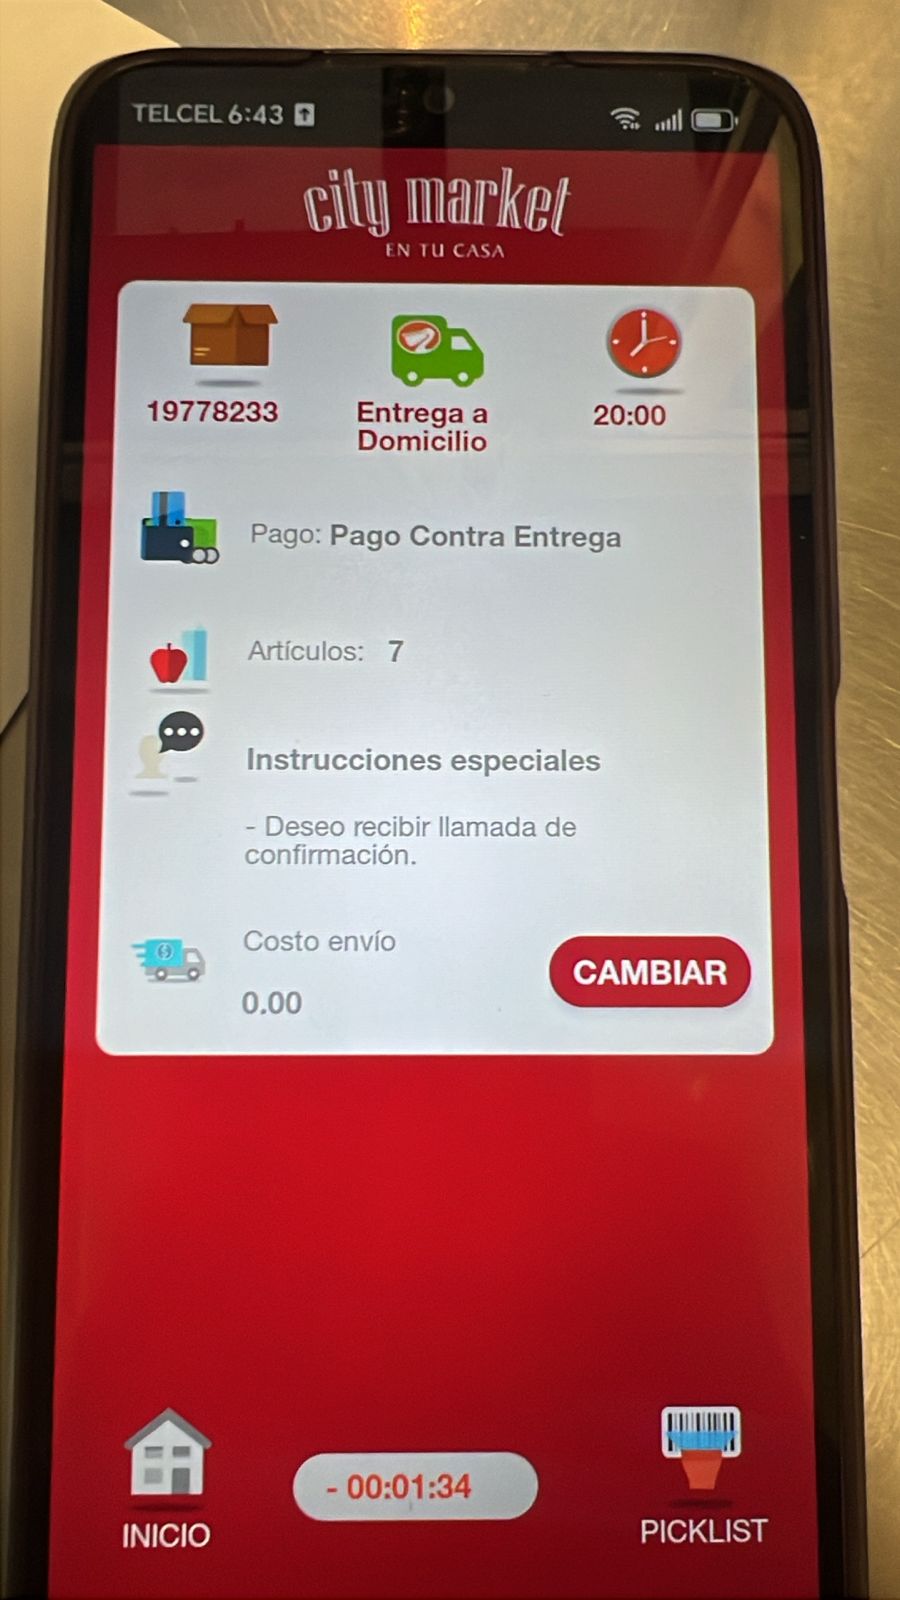 TELCEL 6:43
city market
EN TU CASA
19778233
Entrega a
Domicilio
20:00
Pago: Pago Contra Entrega
Artículos: 7
Instrucciones especiales
- Deseo recibir llamada de
confirmación.
Costo envío
0.00
CAMBIAR
INICIO
- 00:01:34
PICKLIST